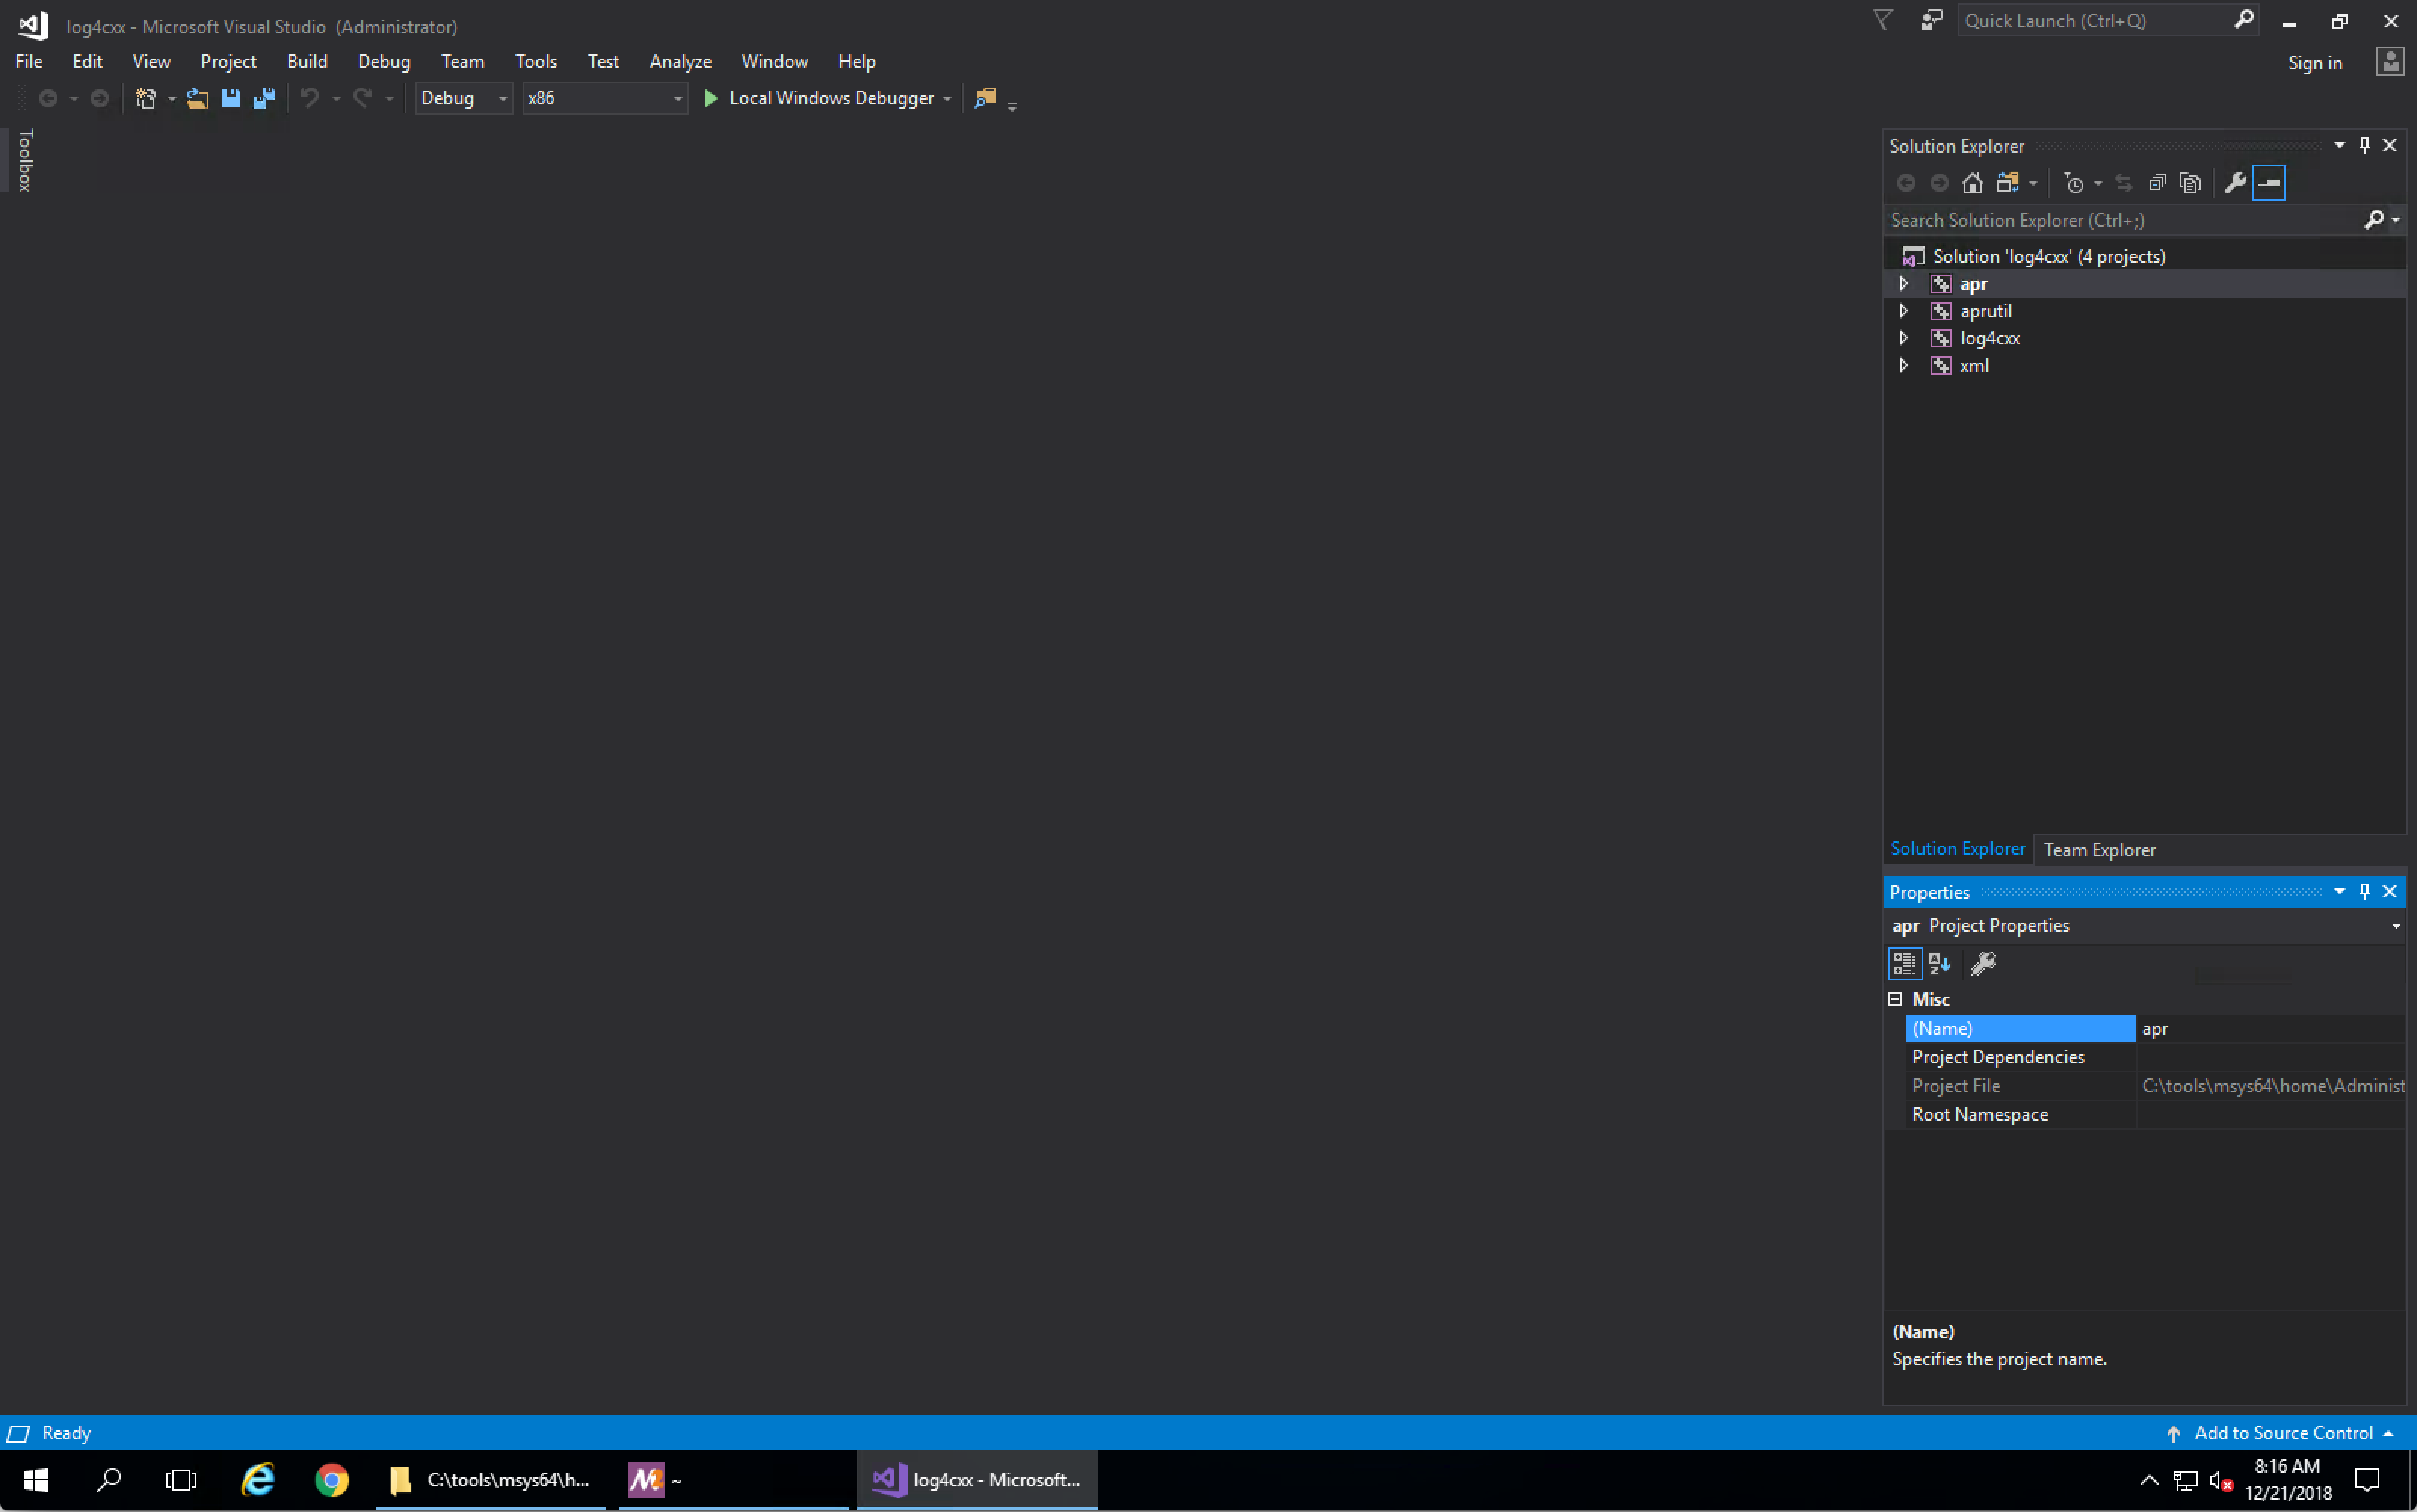 log4cxx - Microsoft Visual Studio (Administrator)
Quick Launch (Ctrl+Q)
File Edit View Project Build Debug Team Tools Test Analyze Window Help
Sign in
Debug x86 Local Windows Debugger
Toolbox
Solution Explorer
Search Solution Explorer (Ctrl+;)
Solution 'log4cxx' (4 projects)
apr
aprutil
log4cxx
xml
Solution Explorer Team Explorer
Properties
apr Project Properties
Misc
(Name) apr
Project Dependencies
Project File C:\tools\msys64\home\Administ
Root Namespace
(Name)
Specifies the project name.
Ready
Add to Source Control
C:\tools\msys64\h...
~
log4cxx - Microsoft...
8:16 AM
12/21/2018